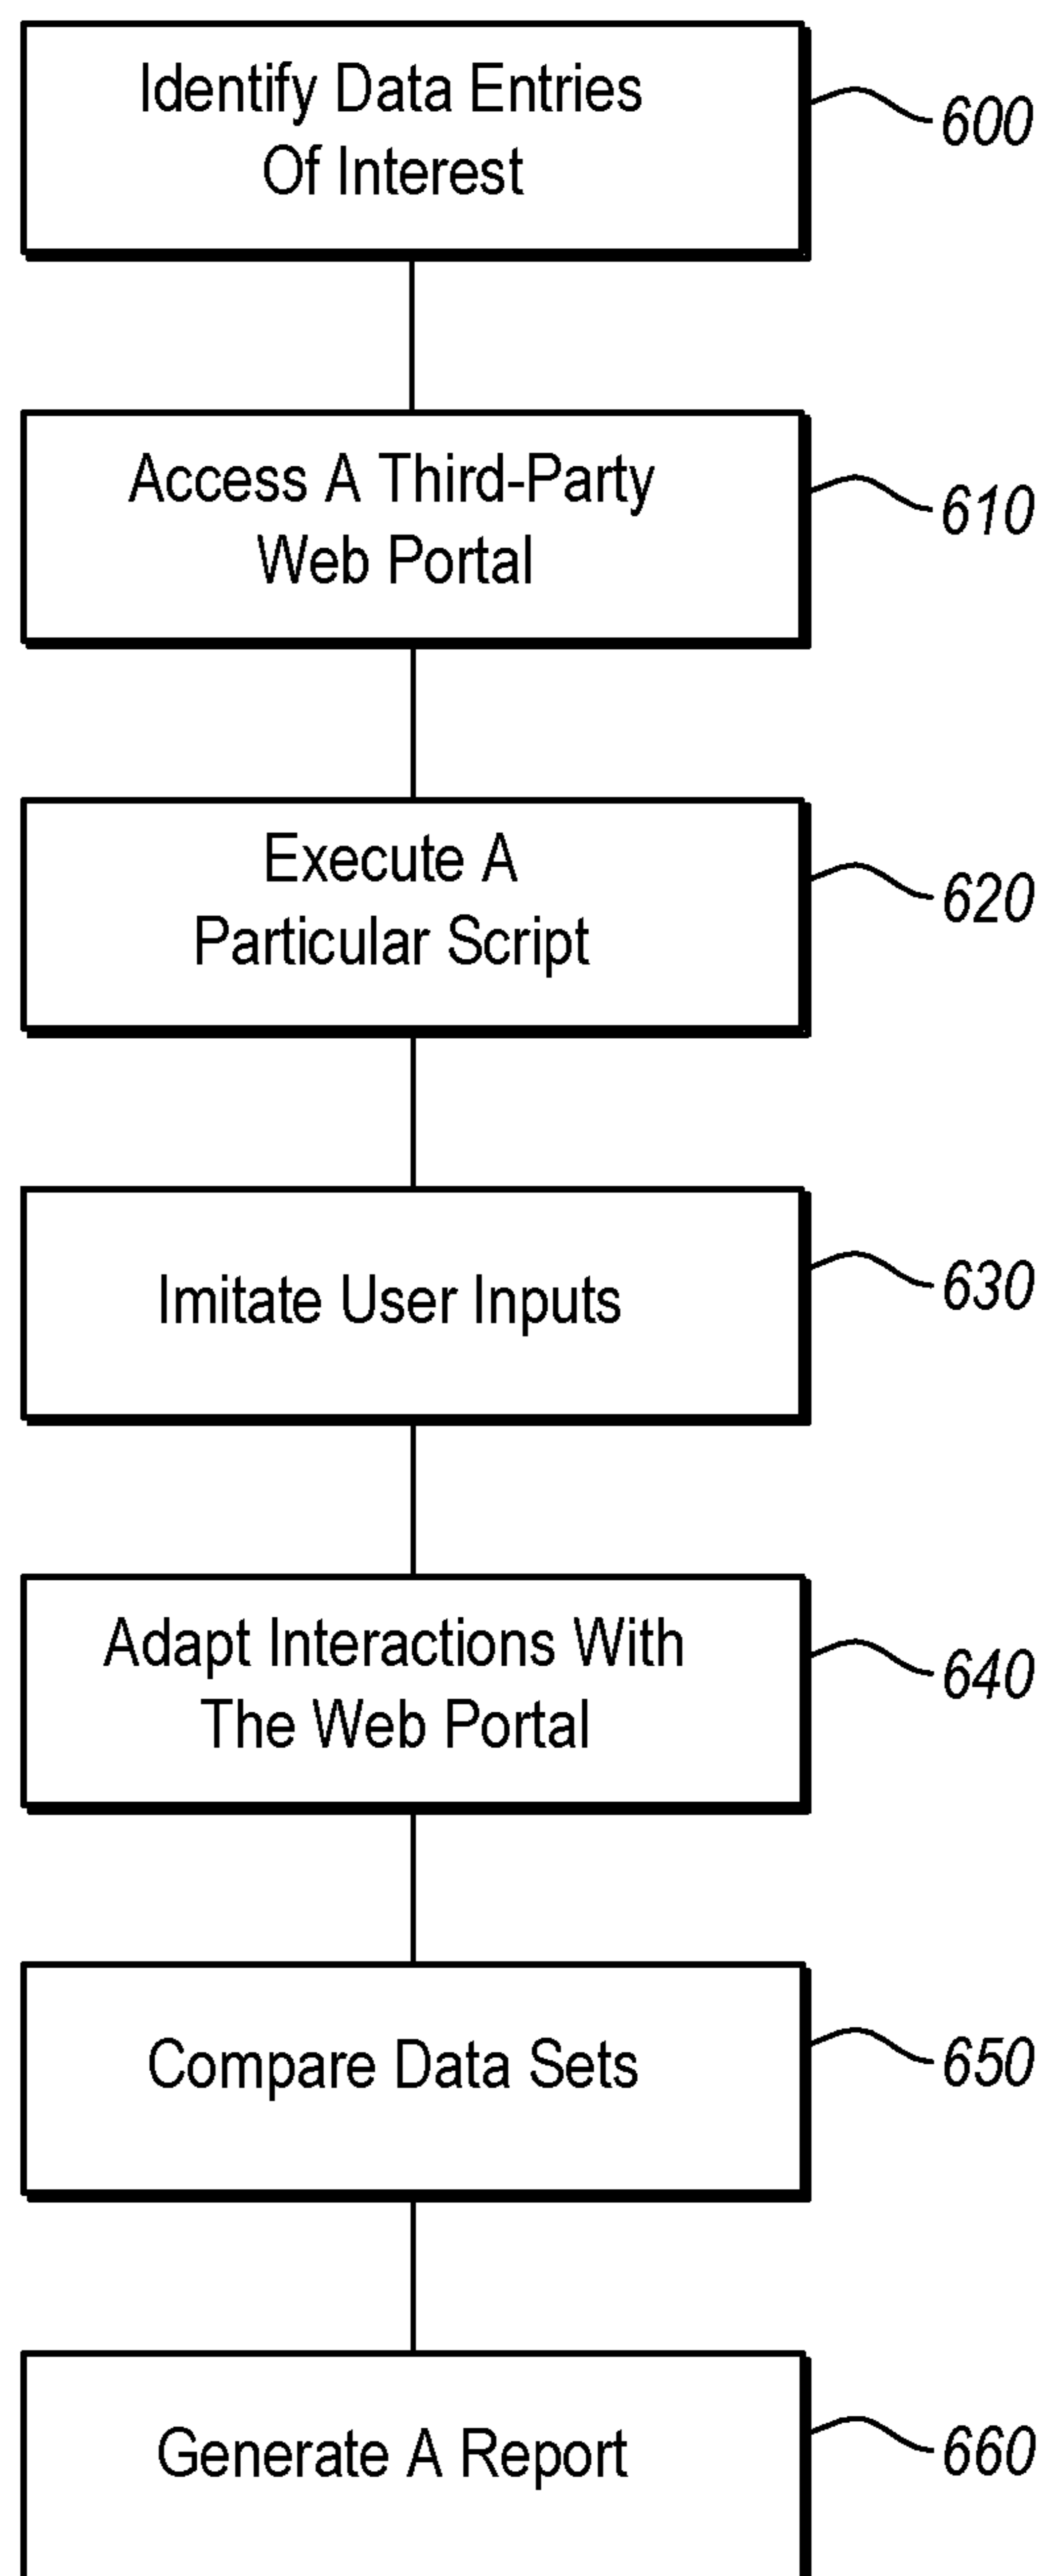 Identify Data Entries
Of Interest
600
Access A Third-Party
Web Portal
610
Execute A
Particular Script
620
Imitate User Inputs
630
Adapt Interactions With
The Web Portal
640
Compare Data Sets
650
Generate A Report
660